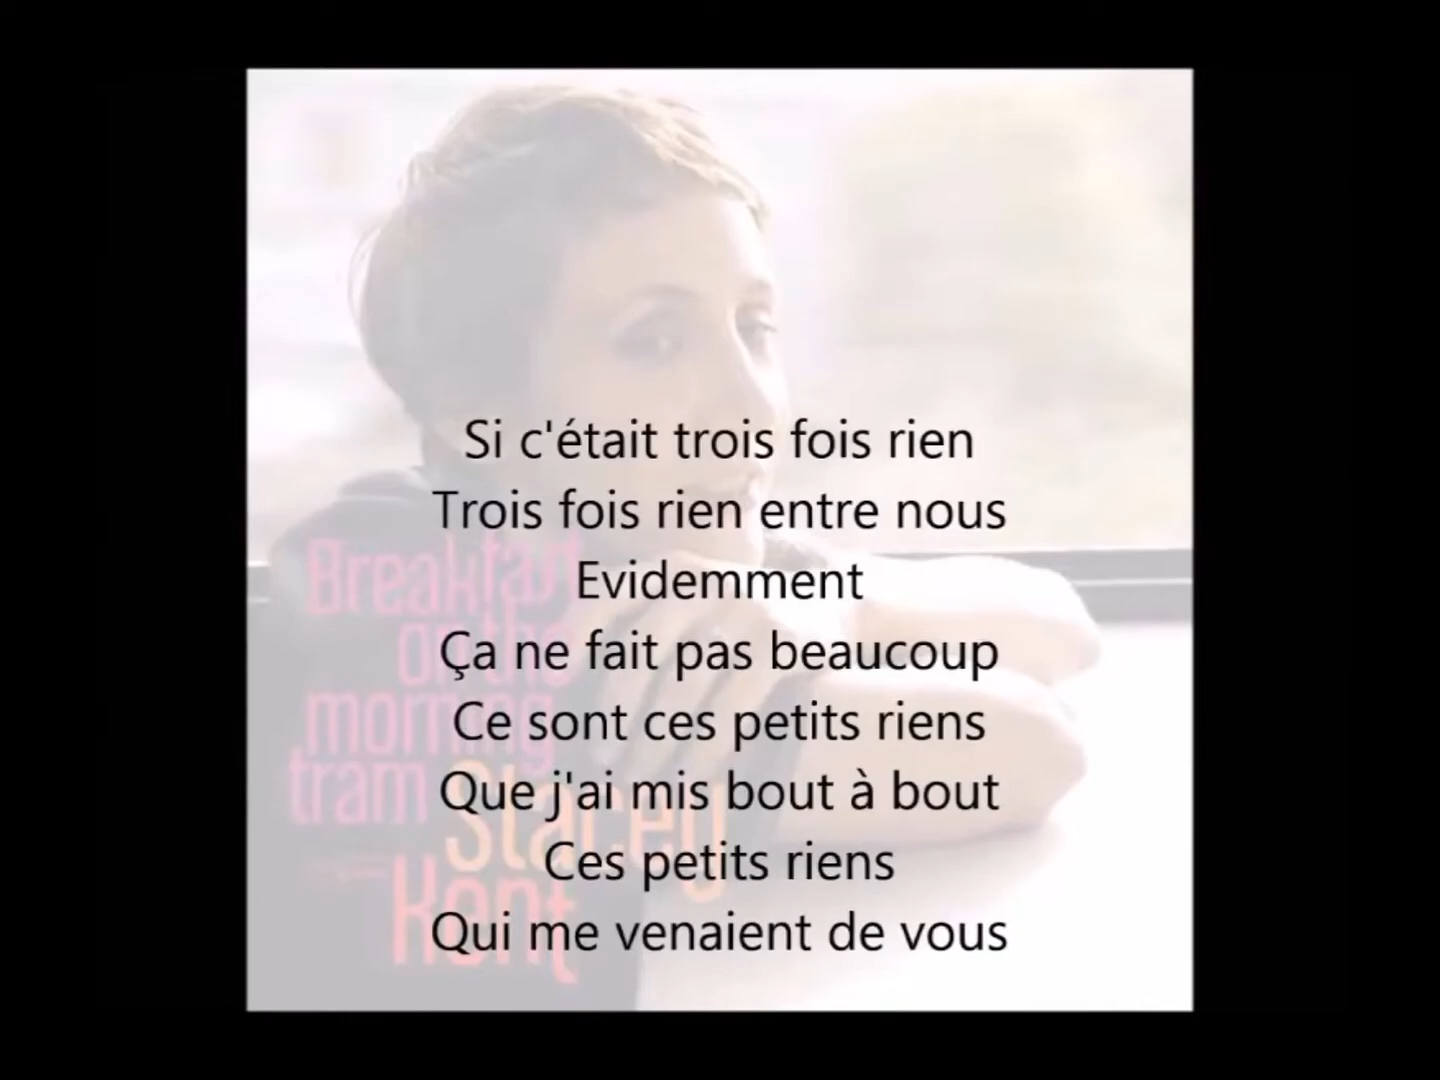 Si c'était trois fois rien
Trois fois rien entre nous
Evidemment
Ça ne fait pas beaucoup
Ce sont ces petits riens
Que j'ai mis bout à bout
Ces petits riens
Qui me venaient de vous
Breakfast
on the
morning
tram
Stacey
Kent